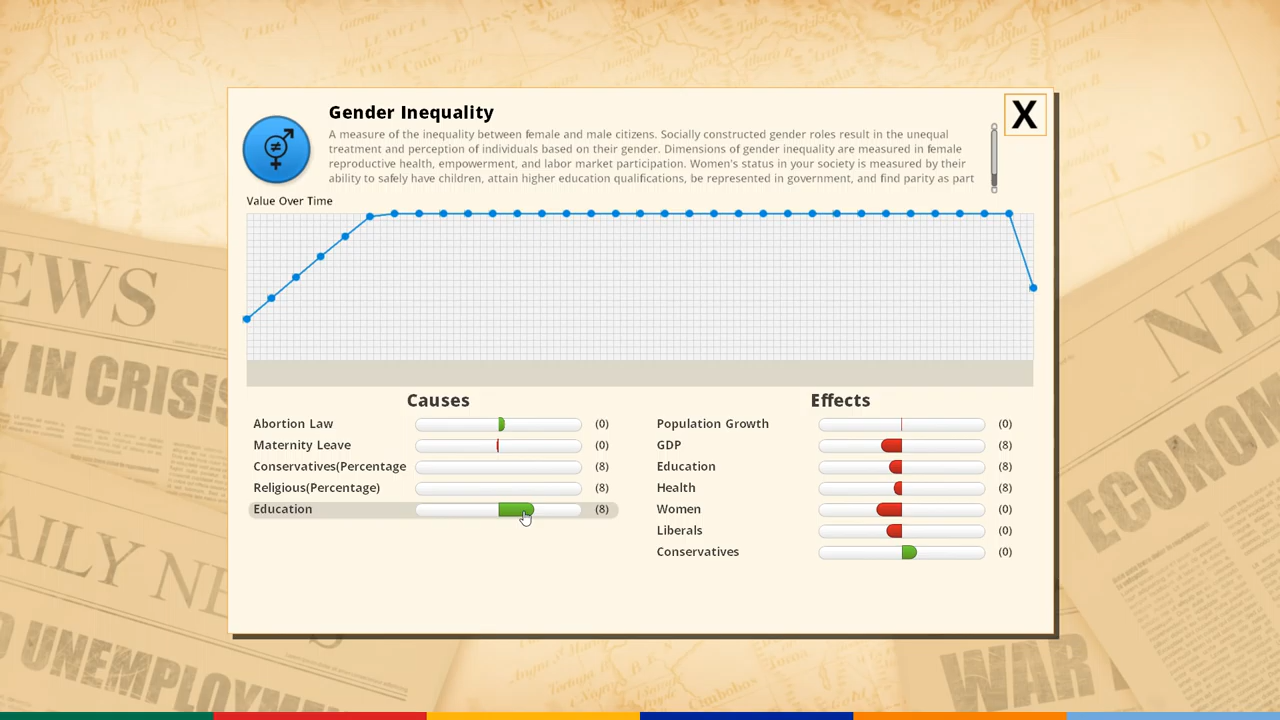 Gender Inequality
X
A measure of the inequality between female and male citizens. Socially constructed gender roles result in the unequal
treatment and perception of individuals based on their gender. Dimensions of gender inequality are measured in female
reproductive health, empowerment, and labor market participation. Women's status in your society is measured by their
ability to safely have children, attain higher education qualifications, be represented in government, and find parity as part
Value Over Time
Causes
Abortion Law (0)
Maternity Leave (0)
Conservatives(Percentage (8)
Religious(Percentage) (8)
Education (8)
Effects
Population Growth (0)
GDP (8)
Education (8)
Health (8)
Women (0)
Liberals (0)
Conservatives (0)
EWS
Y IN CRISIS
AILY NE
UNEMPLOYM
NE
ECONOM
WAR